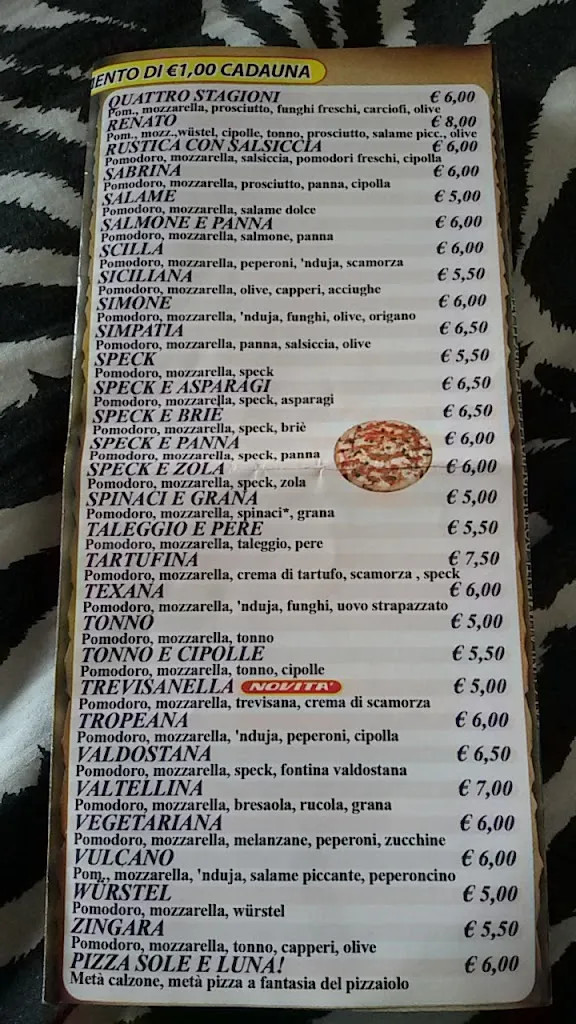 MENTO DI €1,00 CADAUNA
QUATTRO STAGIONI € 6,00
Pom., mozzarella, prosciutto, funghi freschi, carciofi, olive
RENATO € 8,00
Pom., mozz.,wüstel, cipolle, tonno, prosciutto, salame picc., olive
RUSTICA CON SALSICCIA € 6,00
Pomodoro, mozzarella, salsiccia, pomodori freschi, cipolla
SABRINA € 6,00
Pomodoro, mozzarella, prosciutto, panna, cipolla
SALAME € 5,00
Pomodoro, mozzarella, salame dolce
SALMONE E PANNA € 6,00
Pomodoro, mozzarella, salmone, panna
SCILLA € 6,00
Pomodoro, mozzarella, peperoni, 'nduja, scamorza
SICILIANA € 5,50
Pomodoro, mozzarella, olive, capperi, acciughe
SIMONE € 6,00
Pomodoro, mozzarella, 'nduja, funghi, olive, origano
SIMPATIA € 6,50
Pomodoro, mozzarella, panna, salsiccia, olive
SPECK € 5,50
Pomodoro, mozzarella, speck
SPECK E ASPARAGI € 6,50
Pomodoro, mozzarella, speck, asparagi
SPECK E BRIE € 6,50
Pomodoro, mozzarella, speck, briè
SPECK E PANNA € 6,00
Pomodoro, mozzarella, speck, panna
SPECK E ZOLA € 6,00
Pomodoro, mozzarella, speck, zola
SPINACI E GRANA € 5,00
Pomodoro, mozzarella, spinaci*, grana
TALEGGIO E PERE € 5,50
Pomodoro, mozzarella, taleggio, pere
TARTUFINA € 7,50
Pomodoro, mozzarella, crema di tartufo, scamorza , speck
TEXANA € 6,00
Pomodoro, mozzarella, 'nduja, funghi, uovo strapazzato
TONNO € 5,00
Pomodoro, mozzarella, tonno
TONNO E CIPOLLE € 5,50
Pomodoro, mozzarella, tonno, cipolle
TREVISANELLA NOVITA' € 5,00
Pomodoro, mozzarella, trevisana, crema di scamorza
TROPEANA € 6,00
Pomodoro, mozzarella, 'nduja, peperoni, cipolla
VALDOSTANA € 6,50
Pomodoro, mozzarella, speck, fontina valdostana
VALTELLINA € 7,00
Pomodoro, mozzarella, bresaola, rucola, grana
VEGETARIANA € 6,00
Pomodoro, mozzarella, melanzane, peperoni, zucchine
VULCANO € 6,00
Pom., mozzarella, 'nduja, salame piccante, peperoncino
WÜRSTEL € 5,00
Pomodoro, mozzarella, würstel
ZINGARA € 5,50
Pomodoro, mozzarella, tonno, capperi, olive
PIZZA SOLE E LUNA! € 6,00
Metà calzone, metà pizza a fantasia del pizzaiolo